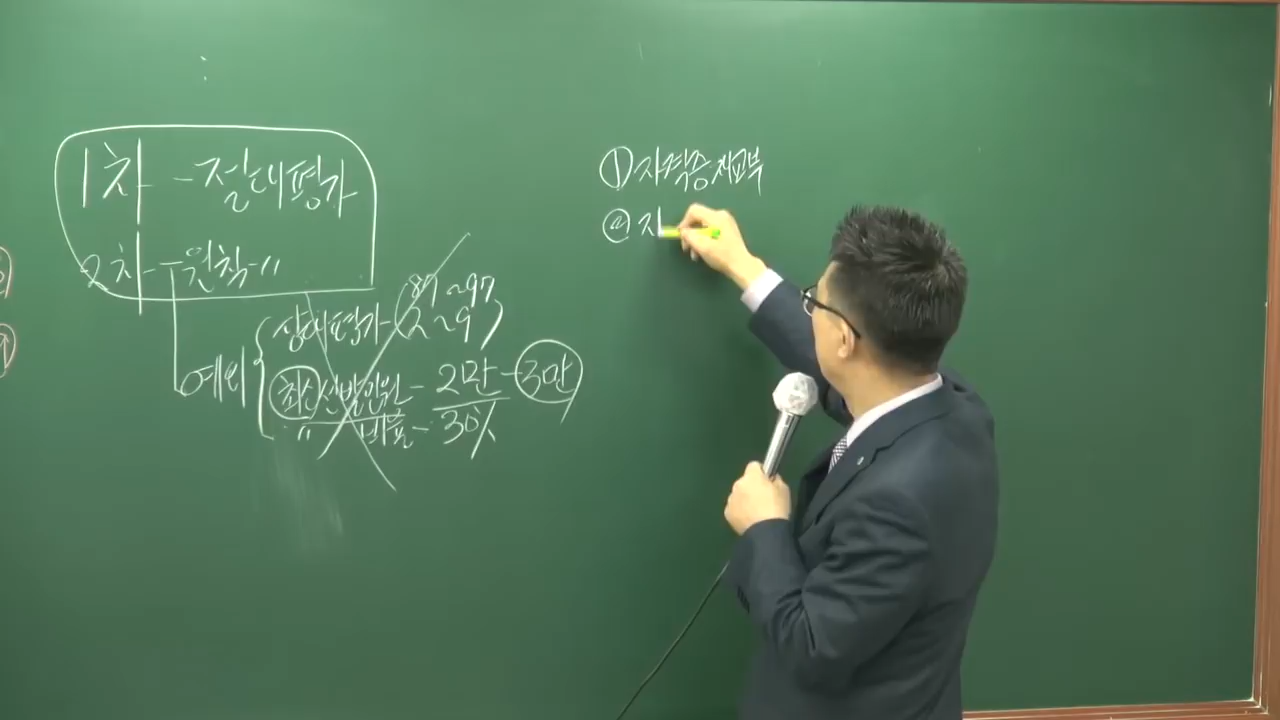 1차 - 절대평가
2차 - 원칙 - 〃
예외
상대평가 - (87~97
2~9)
최소선발인원 - 2만 - 3만
〃 비율 - 30%
① 자격증 재교부
② 자